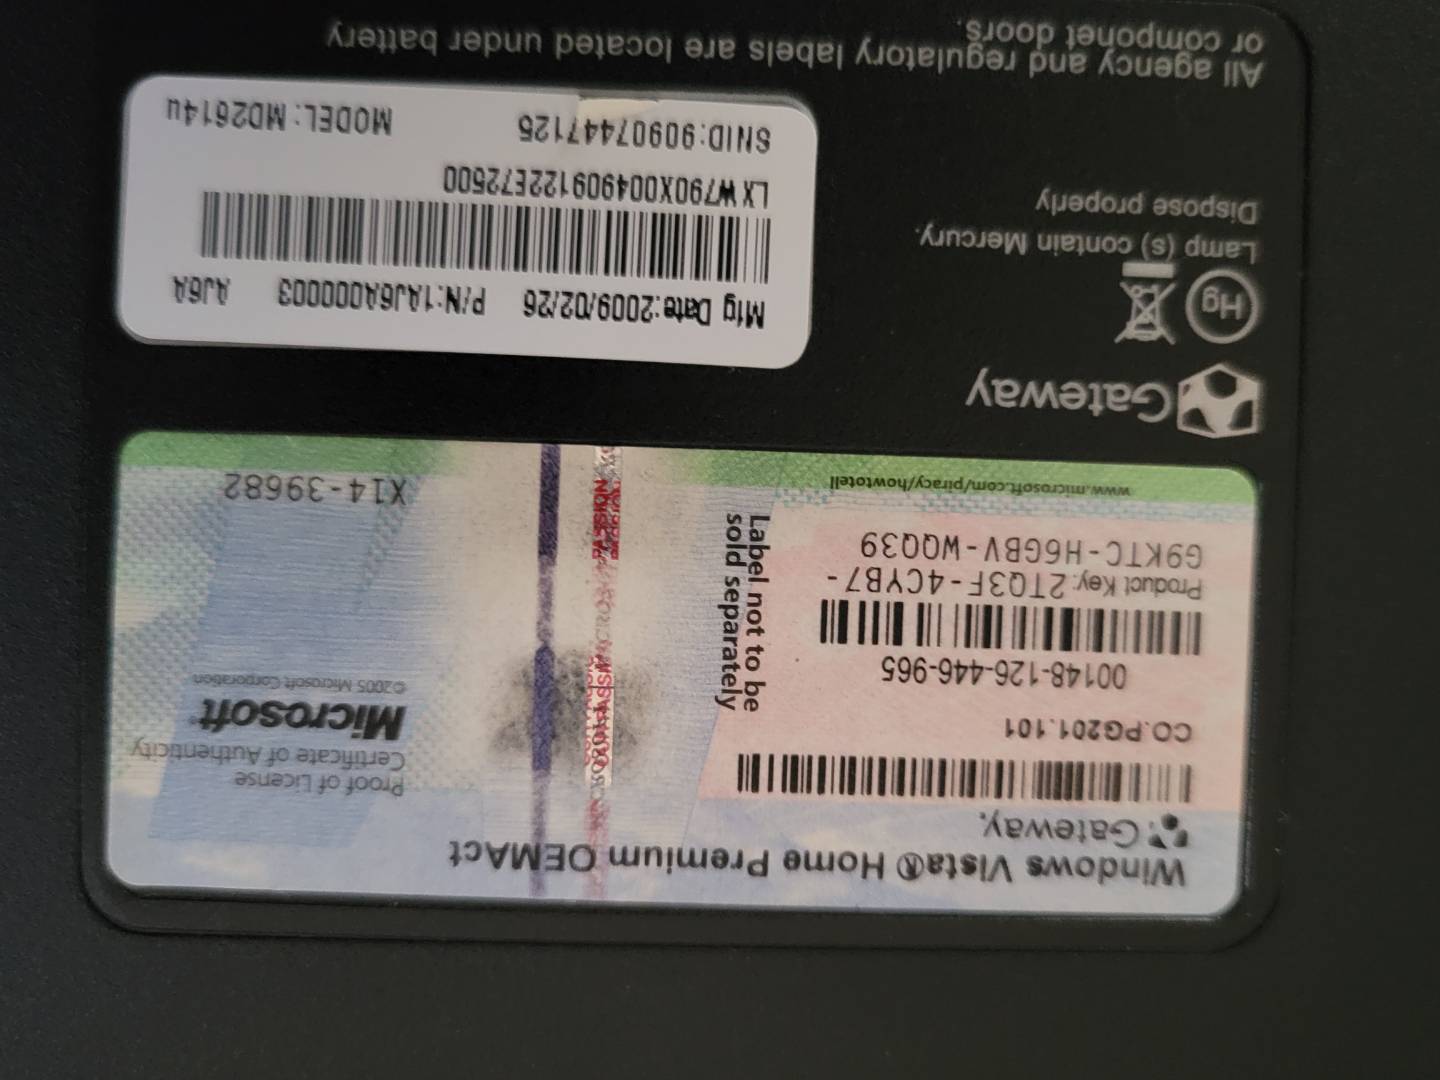 Windows Vista® Home Premium OEMAct
Gateway.
CO.PG201.101
00148-126-446-965
Product Key: 2TQ3F-4CYB7-
G9KTC-H6GBV-WQQ39
www.microsoft.com/piracy/howtotell
Label not to be
sold separately
Proof of License
Certificate of Authenticity
Microsoft®
©2005 Microsoft Corporation
X14-39682
Gateway
Hg
Lamp (s) contain Mercury.
Dispose properly
Mfg Date:2009/02/26 P/N:1AJ6A000003 AJ6A
LXW790X004909122E72500
SNID:90907447125 MODEL: MD2614u
All agency and regulatory labels are located under battery
or componet doors.